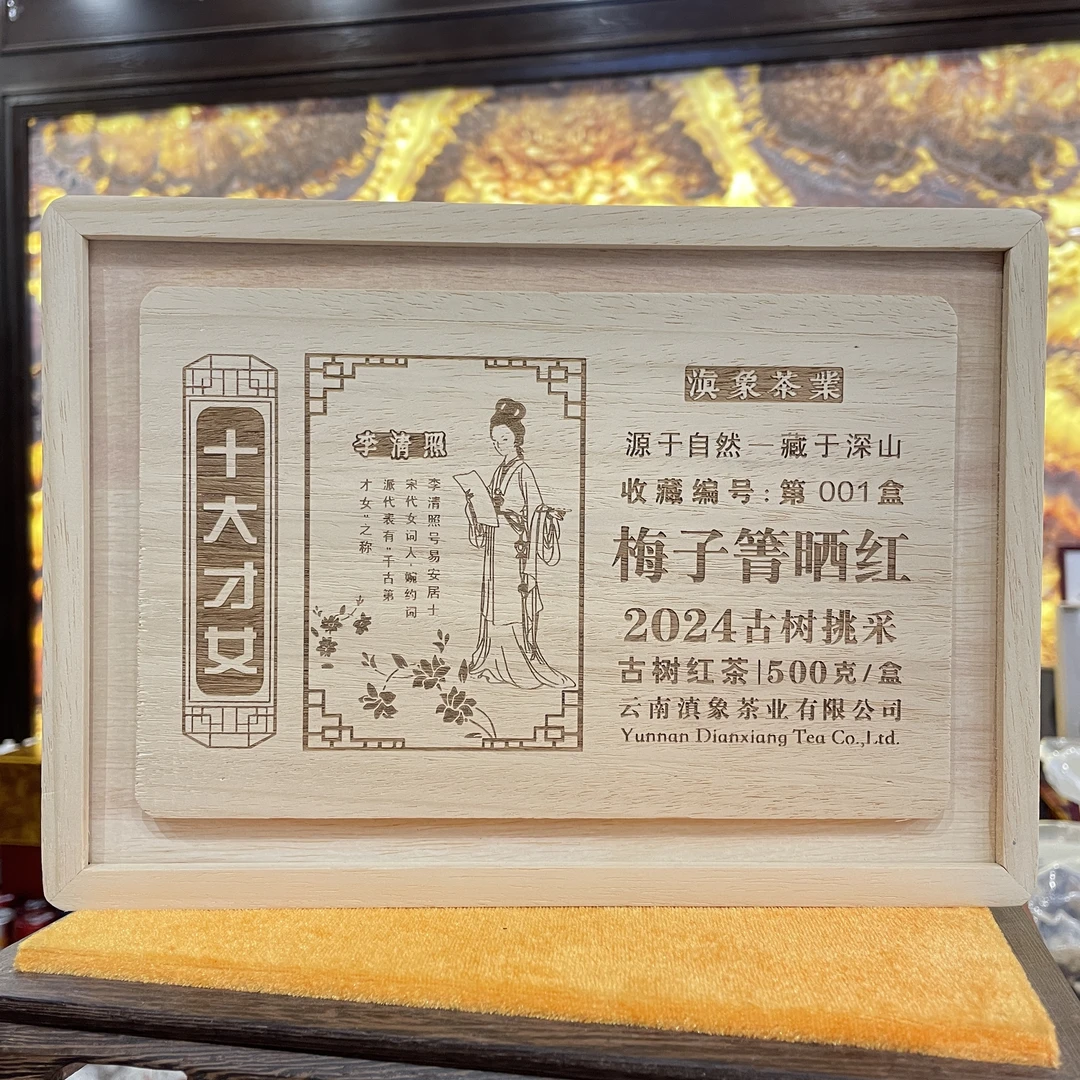 十大才女
李清照
李清照号易安居士
宋代女词人·婉约词
派代表有“千古第
才女”之称
滇象茶業
源于自然—藏于深山
收藏编号:第 001盒
梅子箐晒红
2024古树挑采
古树红茶|500克/盒
云南滇象茶业有限公司
Yunnan Dianxiang Tea Co.,Ltd.